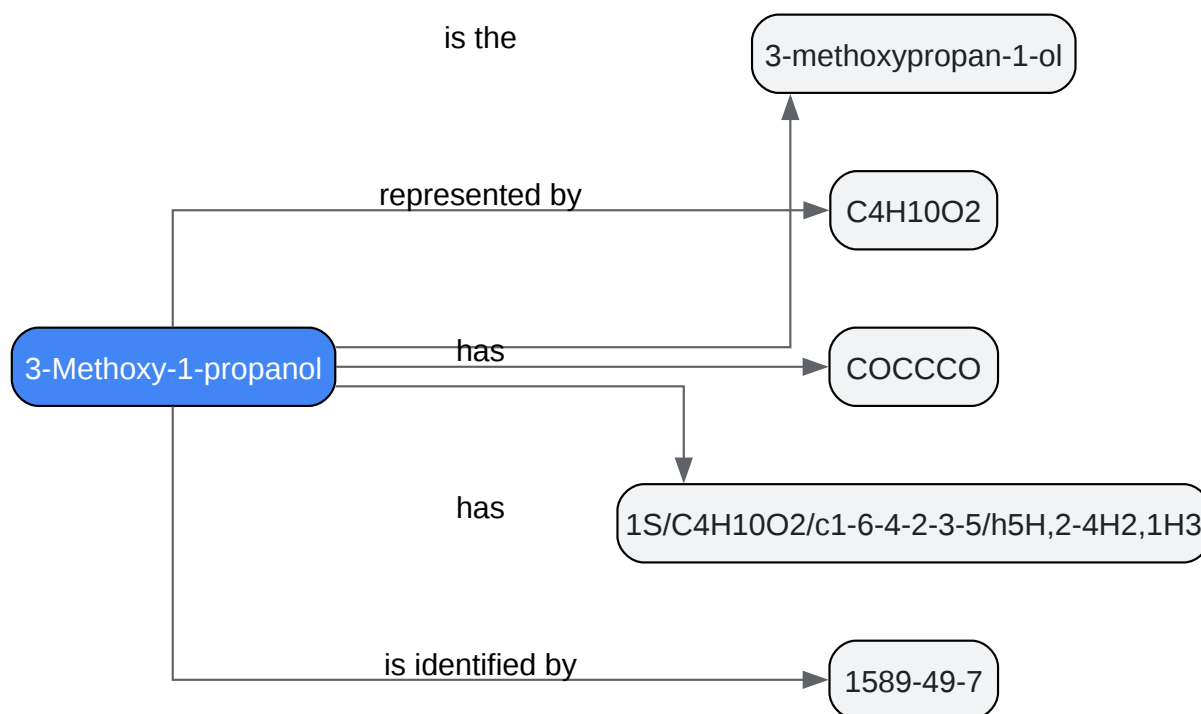 is the
3-methoxypropan-1-ol
represented by
C4H10O2
3-Methoxy-1-propanol
has
COCCCO
has
1S/C4H10O2/c1-6-4-2-3-5/h5H,2-4H2,1H3
is identified by
1589-49-7